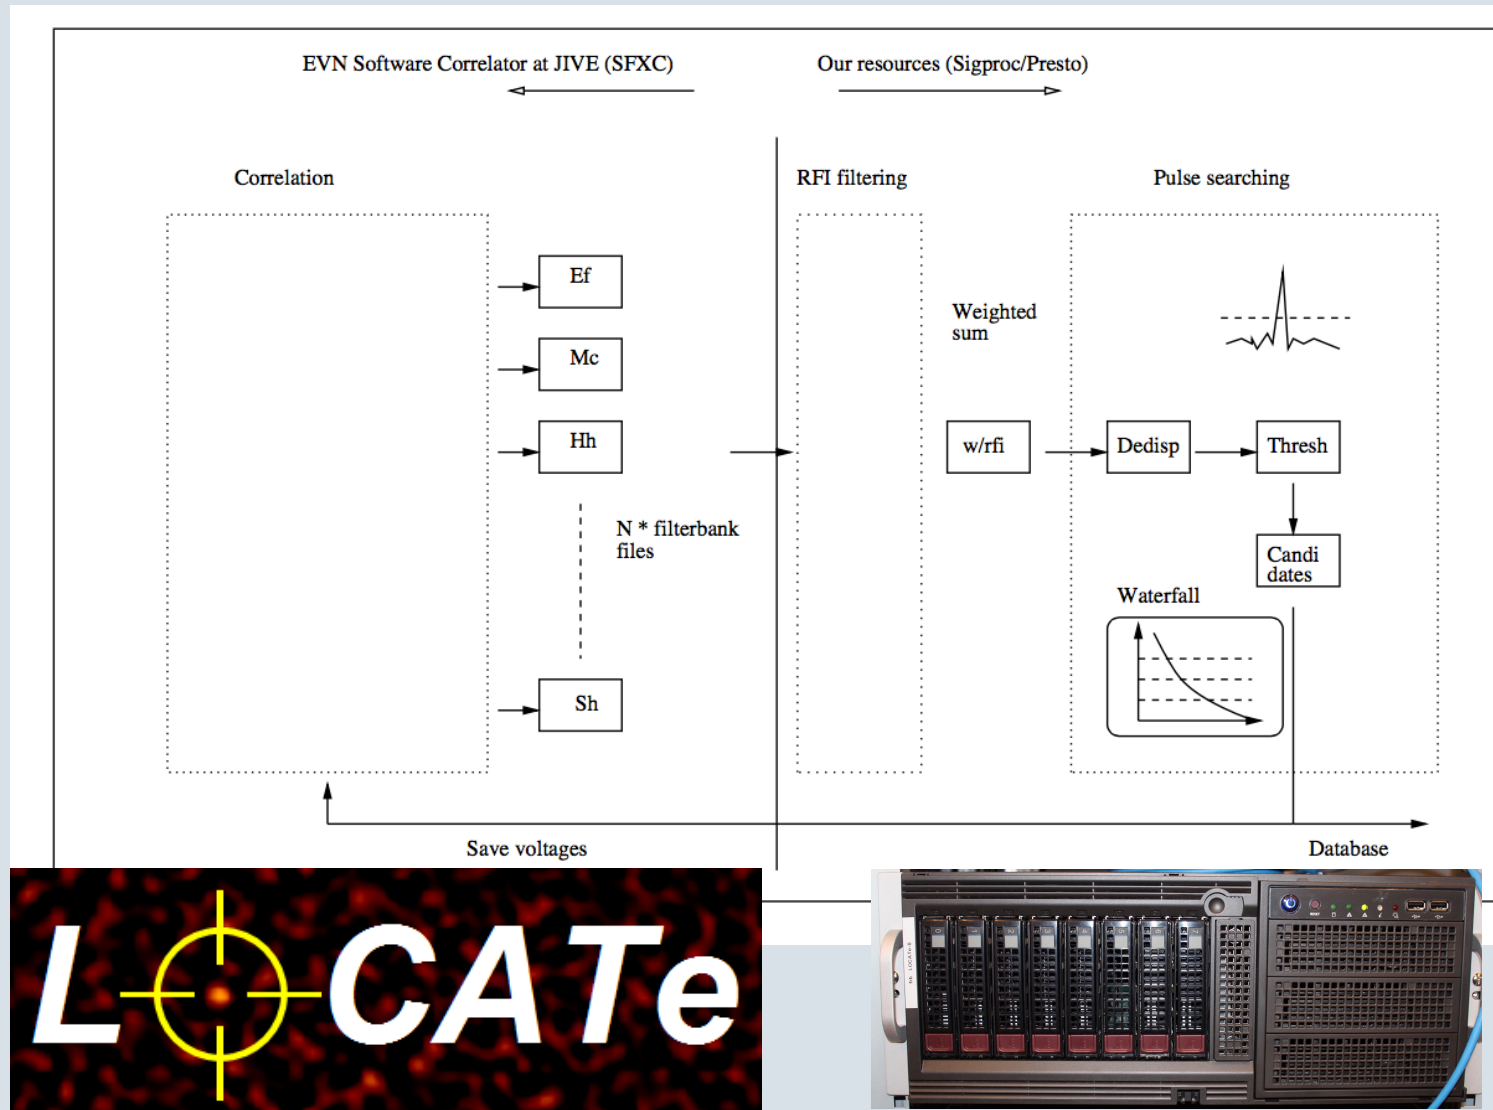 EVN Software Correlator at JIVE (SFXC)
Our resources (Sigproc/Presto)
Correlation
RFI filtering
Pulse searching
Ef
Mc
Hh
Sh
N * filterbank
files
Weighted
sum
w/rfi
Dedisp
Thresh
Candi
dates
Waterfall
Save voltages
Database
LOCATe